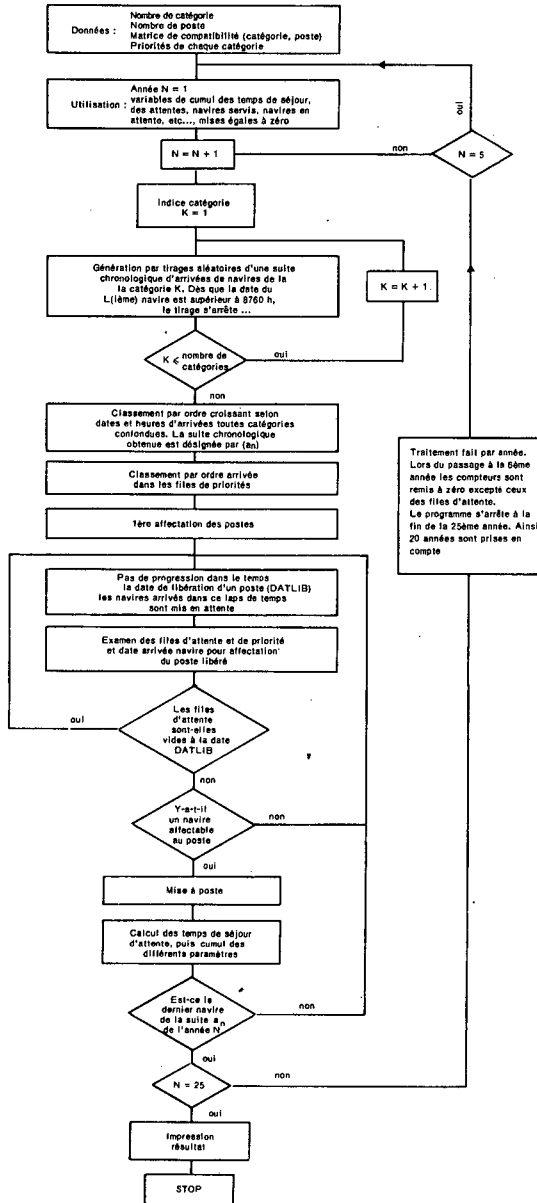 Données :
Nombre de catégorie
Nombre de poste
Matrice de compatibilité (catégorie, poste)
Priorités de chaque catégorie
Utilisation :
Année N = 1
variables de cumul des temps de séjour,
des attentes, navires servis, navires en
attente, etc..., mises égales à zéro
oui
N = N + 1
non
N = 5
Indice catégorie
K = 1
Génération par tirages aléatoires d'une suite
chronologique d'arrivées de navires de la
la catégorie K. Dès que la date du
L(ième) navire est supérieur à 8760 h,
le tirage s'arrête ...
K = K + 1.
K ⩽ nombre de
catégories
oui
non
Classement par ordre croissant selon
dates et heures d'arrivées toutes catégories
confondues. La suite chronologique
obtenue est désignée par (an)
Classement par ordre arrivée
dans les files de priorités
1ère affectation des postes
Traitement fait par année.
Lors du passage à la 6ème
année les compteurs sont
remis à zéro excepté ceux
des files d'attente.
Le programme s'arrête à la
fin de la 25ème année. Ainsi
20 années sont prises en
compte
Pas de progression dans le temps
la date de libération d'un poste (DATLIB)
les navires arrivés dans ce laps de temps
sont mis en attente
Examen des files d'attente et de priorité
et date arrivée navire pour affectation
du poste libéré
oui
Les files
d'attente
sont-elles
vides à la date
DATLIB
non
Y-a-t-il
un navire
affectable
au poste
non
oui
Mise à poste
Calcul des temps de séjour
d'attente, puis cumul des
différents paramètres
Est-ce le
dernier navire
de la suite an
de l'année N
non
oui
N = 25
non
oui
Impression
résultat
STOP